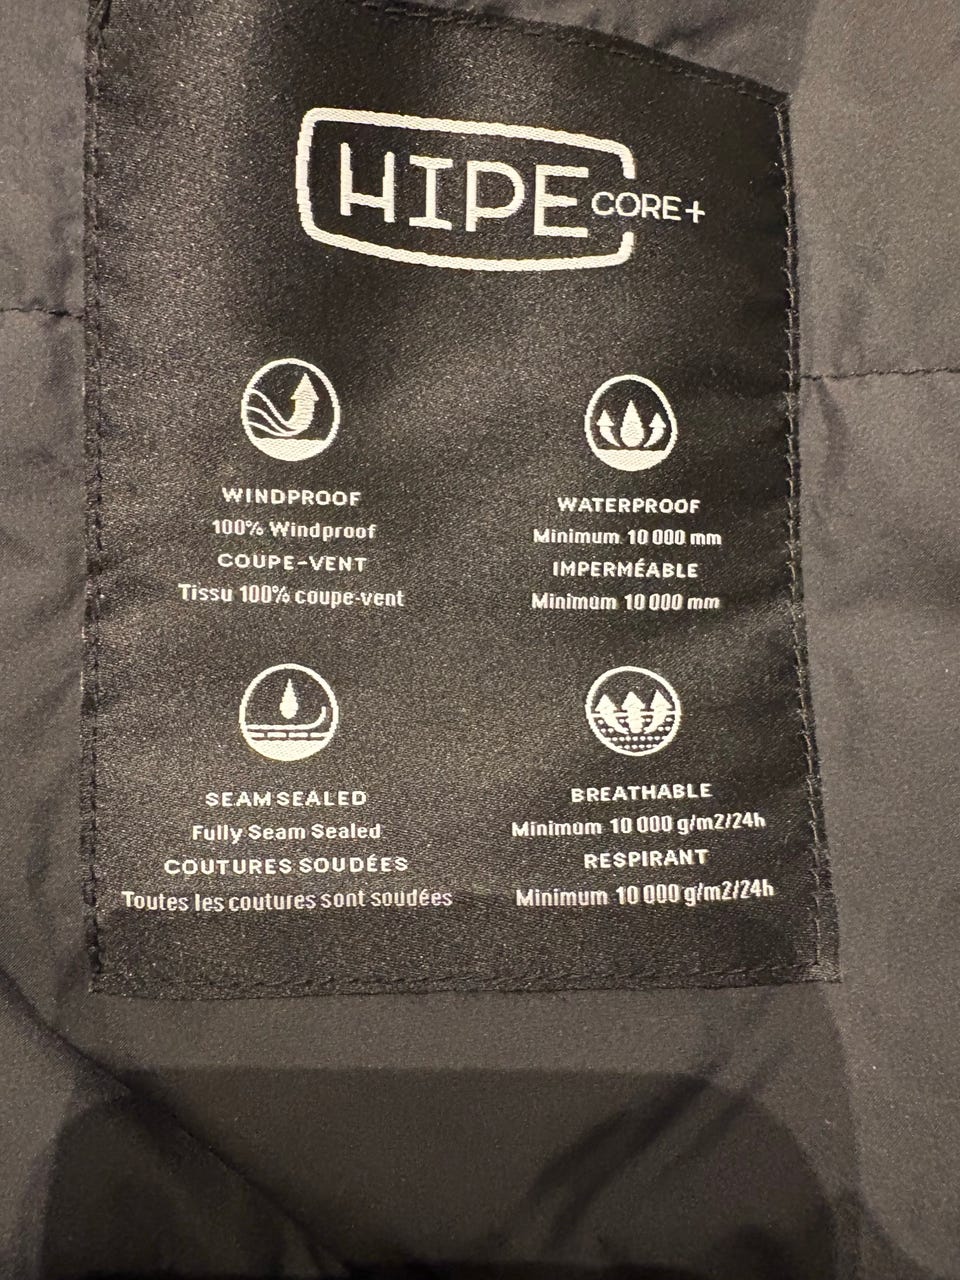 HIPE CORE+
WINDPROOF
100% Windproof
COUPE-VENT
Tissu 100% coupe-vent
WATERPROOF
Minimum 10 000 mm
IMPERMÉABLE
Minimum 10 000 mm
SEAM SEALED
Fully Seam Sealed
COUTURES SOUDÉES
Toutes les coutures sont soudées
BREATHABLE
Minimum 10 000 g/m2/24h
RESPIRANT
Minimum 10 000 g/m2/24h